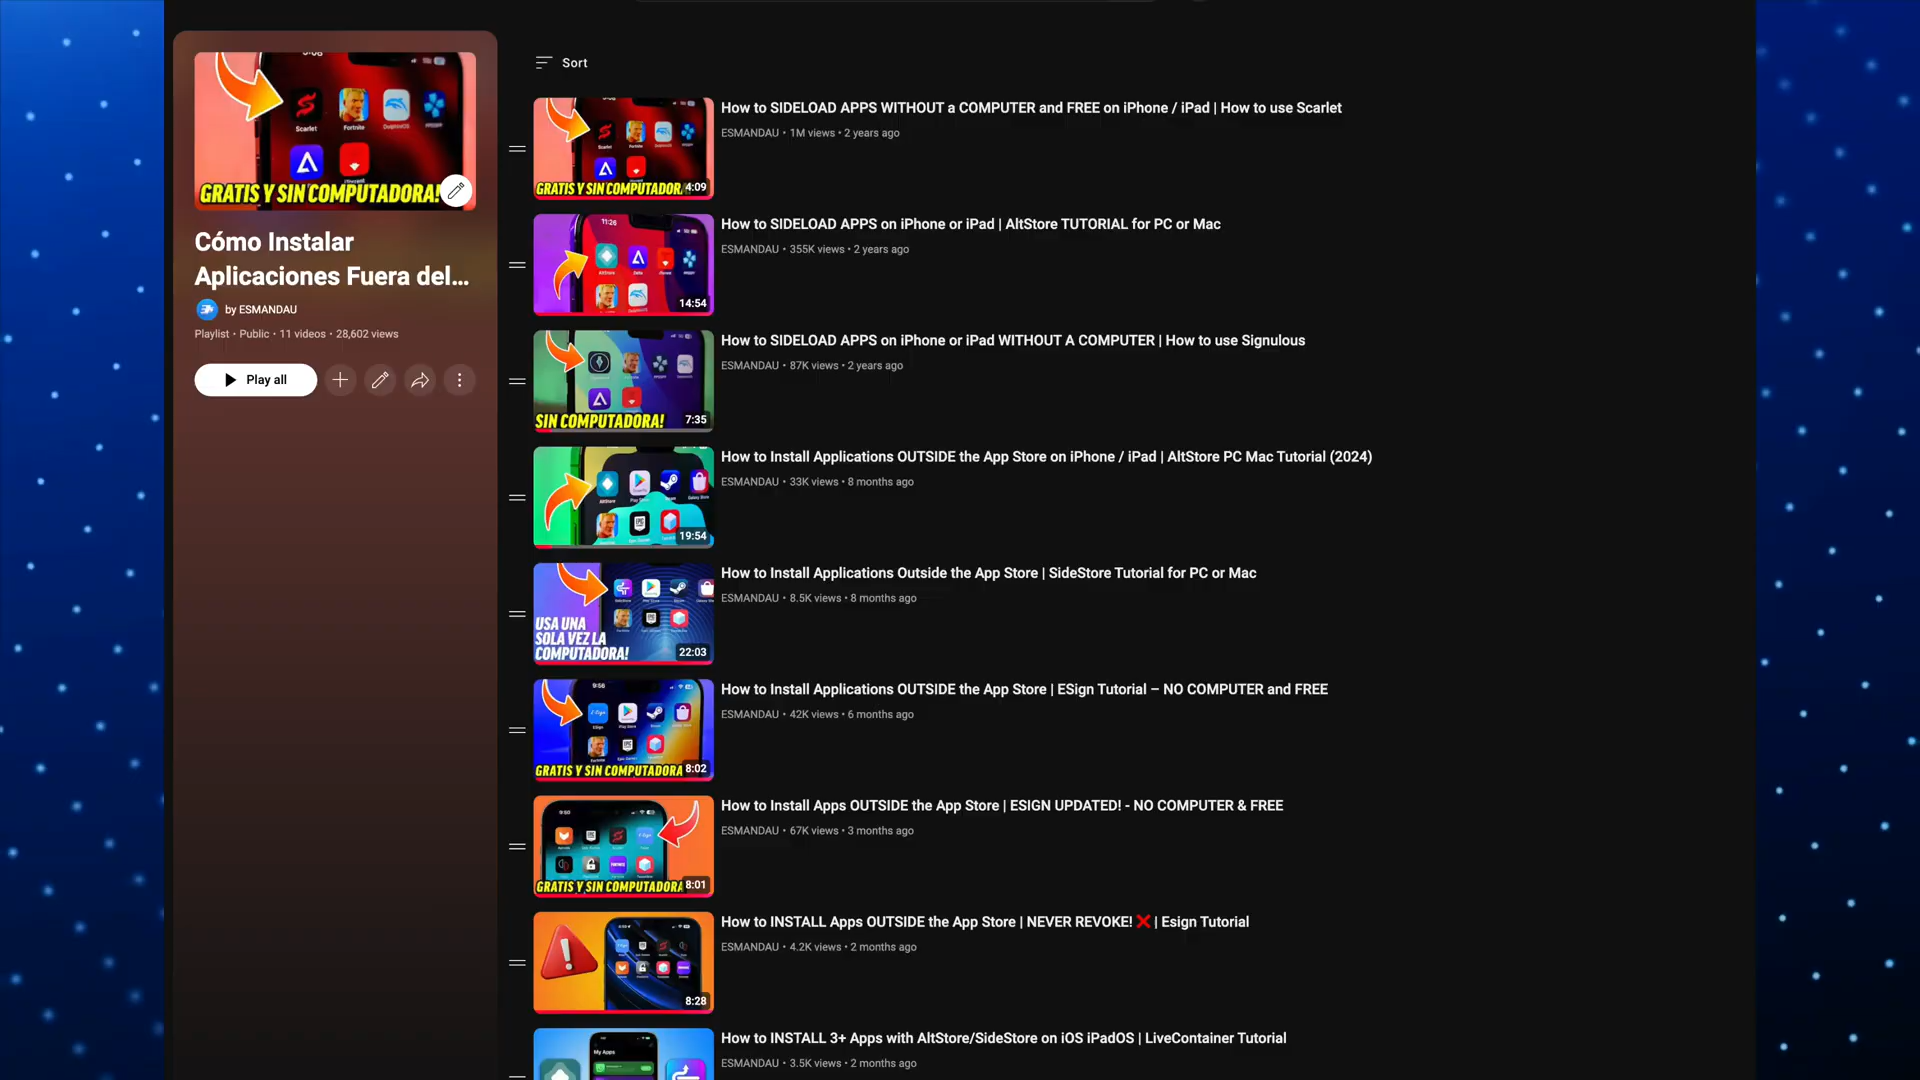 Scarlet
Fortnite
DolphiniOS
GRATIS Y SIN COMPUTADORA!
Cómo Instalar
Aplicaciones Fuera del...
by ESMANDAU
Playlist • Public • 11 videos • 28,602 views
Play all
Sort
GRATIS Y SIN COMPUTADORA
4:09
How to SIDELOAD APPS WITHOUT a COMPUTER and FREE on iPhone / iPad | How to use Scarlet
ESMANDAU • 1M views • 2 years ago
11:26
14:54
How to SIDELOAD APPS on iPhone or iPad | AltStore TUTORIAL for PC or Mac
ESMANDAU • 355K views • 2 years ago
SIN COMPUTADORA!
7:35
How to SIDELOAD APPS on iPhone or iPad WITHOUT A COMPUTER | How to use Signulous
ESMANDAU • 87K views • 2 years ago
19:54
How to Install Applications OUTSIDE the App Store on iPhone / iPad | AltStore PC Mac Tutorial (2024)
ESMANDAU • 33K views • 8 months ago
USA UNA
SOLA VEZ LA
COMPUTADORA!
22:03
How to Install Applications Outside the App Store | SideStore Tutorial for PC or Mac
ESMANDAU • 8.5K views • 8 months ago
9:56
GRATIS Y SIN COMPUTADORA
8:02
How to Install Applications OUTSIDE the App Store | ESign Tutorial – NO COMPUTER and FREE
ESMANDAU • 42K views • 6 months ago
GRATIS Y SIN COMPUTADORA
8:01
How to Install Apps OUTSIDE the App Store | ESIGN UPDATED! - NO COMPUTER & FREE
ESMANDAU • 67K views • 3 months ago
8:28
How to INSTALL Apps OUTSIDE the App Store | NEVER REVOKE! ❌ | Esign Tutorial
ESMANDAU • 4.2K views • 2 months ago
My Apps
How to INSTALL 3+ Apps with AltStore/SideStore on iOS iPadOS | LiveContainer Tutorial
ESMANDAU • 3.5K views • 2 months ago